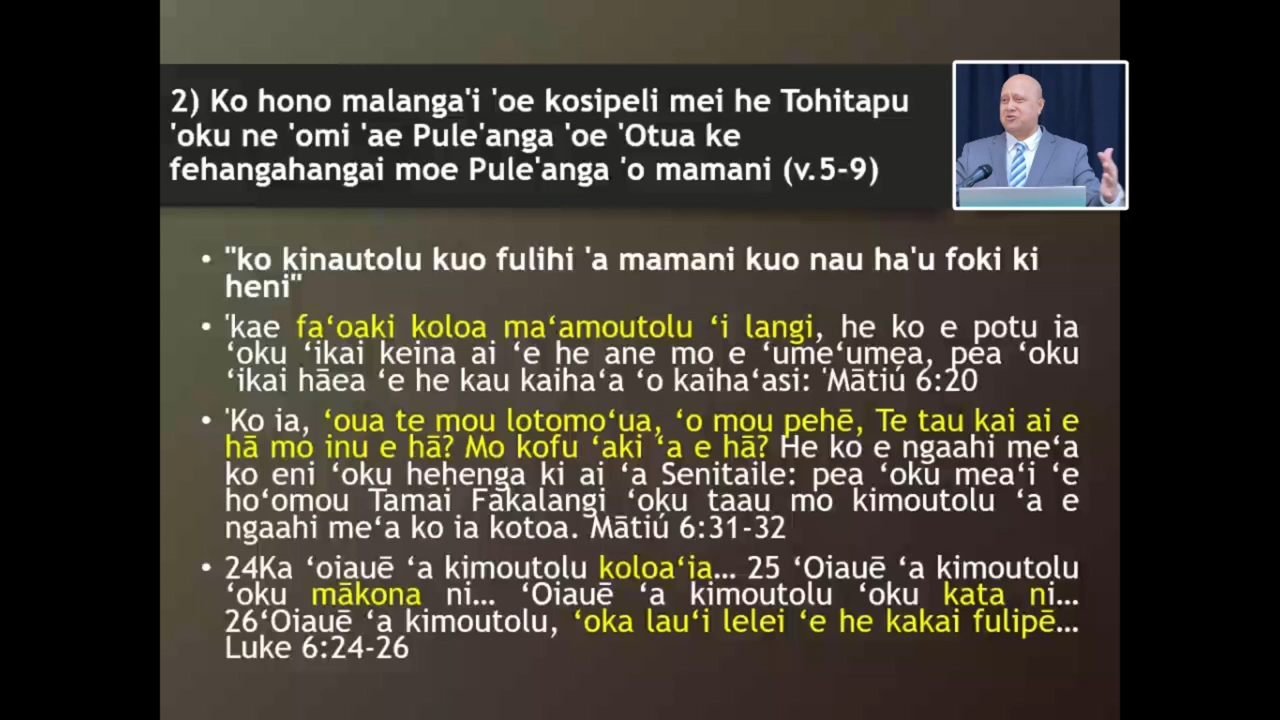 2) Ko hono malanga'i 'oe kosipeli mei he Tohitapu
'oku ne 'omi 'ae Pule'anga 'oe 'Otua ke
fehangahangai moe Pule'anga 'o mamani (v.5-9)
• "ko kinautolu kuo fulihi 'a mamani kuo nau ha'u foki ki
heni"
• 'kae fa‘oaki koloa ma‘amoutolu ‘i langi, he ko e potu ia
‘oku ‘ikai keina ai ‘e he ane mo e ‘ume‘umea, pea ‘oku
‘ikai hāea ‘e he kau kaiha‘a ‘o kaiha‘asi: 'Mātiú 6:20
• 'Ko ia, ‘oua te mou lotomo‘ua, ‘o mou pehē, Te tau kai ai e
hā mo inu e hā? Mo kofu ‘aki ‘a e hā? He ko e ngaahi me‘a
ko eni ‘oku hehenga ki ai ‘a Senitaile: pea ‘oku mea‘i ‘e
ho‘omou Tamai Fakalangi ‘oku taau mo kimoutolu ‘a e
ngaahi me‘a ko ia kotoa. Mātiú 6:31-32
• 24Ka ‘oiauē ‘a kimoutolu koloa‘ia… 25 ‘Oiauē ‘a kimoutolu
‘oku mākona ni… ‘Oiauē ‘a kimoutolu ‘oku kata ni…
26‘Oiauē ‘a kimoutolu, ‘oka lau‘i lelei ‘e he kakai fulipē…
Luke 6:24-26